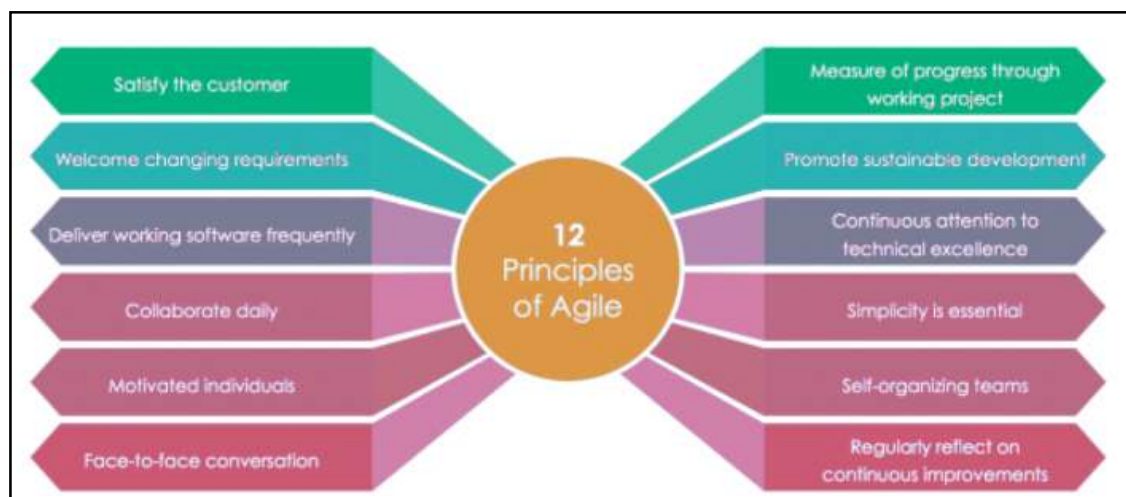 Satisfy the customer
Welcome changing requirements
Deliver working software frequently
Collaborate daily
Motivated individuals
Face-to-face conversation
12
Principles
of Agile
Measure of progress through
working project
Promote sustainable development
Continuous attention to
technical excellence
Simplicity is essential
Self-organizing teams
Regularly reflect on
continuous improvements